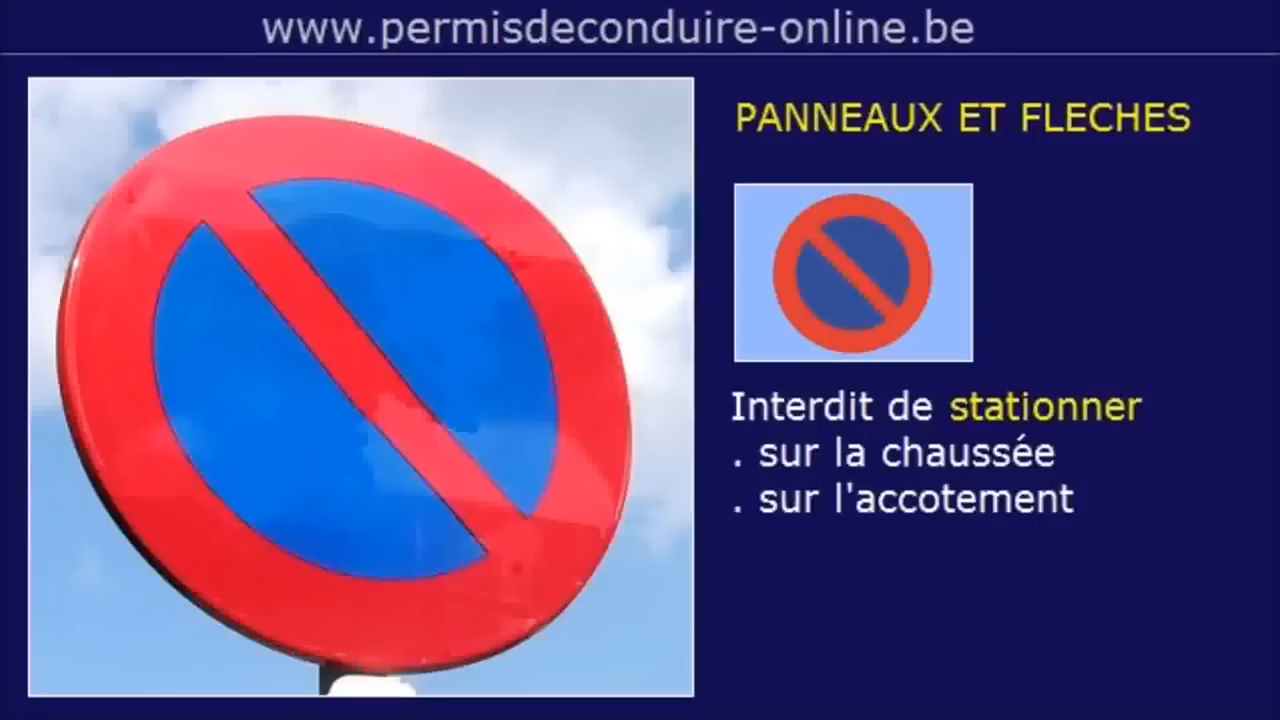 www.permisdeconduire-online.be
PANNEAUX ET FLECHES
Interdit de stationner
. sur la chaussée
. sur l'accotement